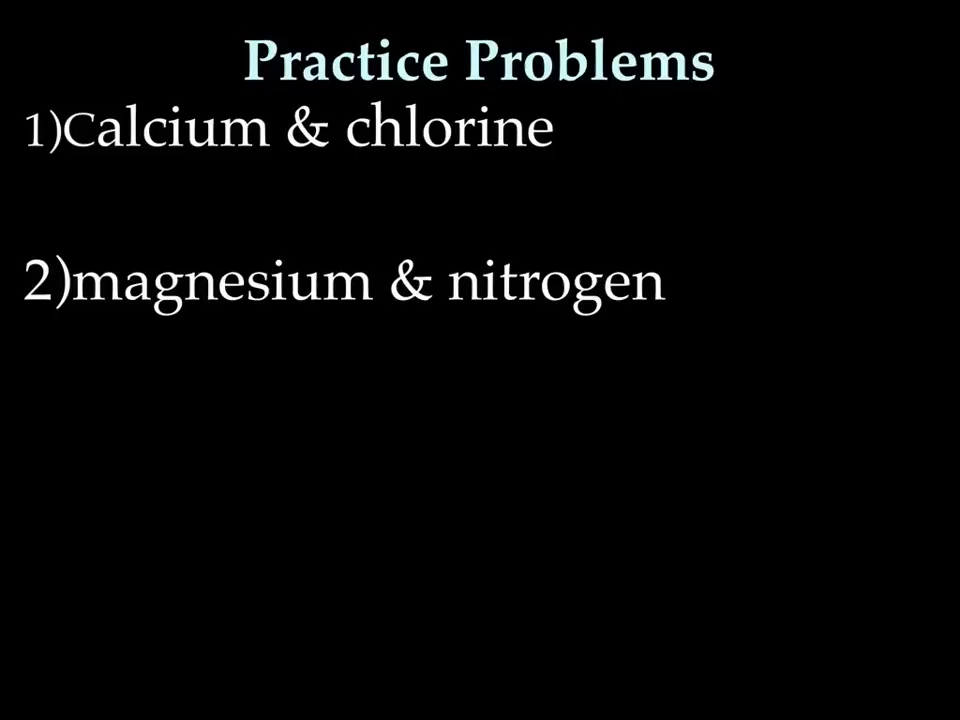 Practice Problems
1)Calcium & chlorine
2)magnesium & nitrogen